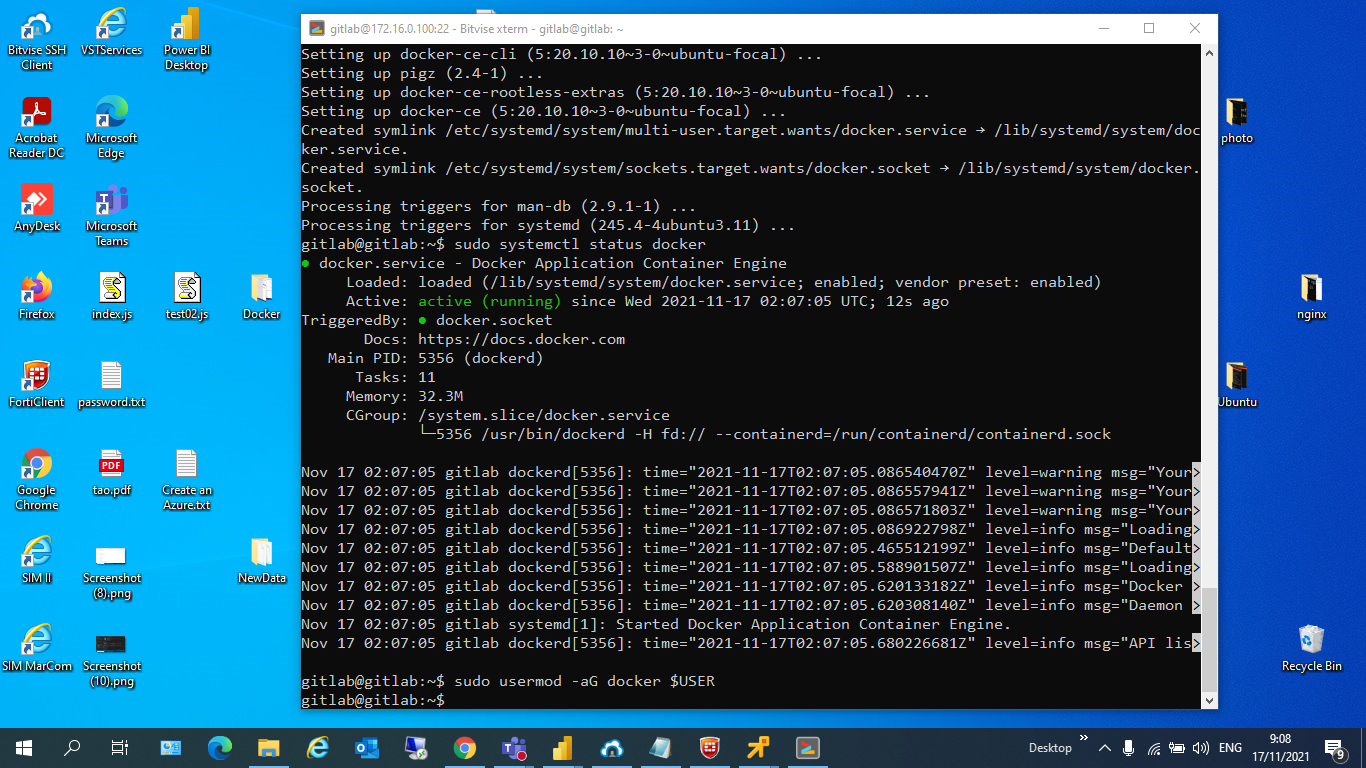 Bitvise SSH
Client
VSTServices
Power BI
Desktop
Acrobat
Reader DC
Microsoft
Edge
AnyDesk
Microsoft
Teams
Firefox
index.js
test02.js
Docker
FortiClient
password.txt
Google
Chrome
PDF
tao.pdf
Create an
Azure.txt
SIM II
Screenshot
(8).png
NewData
SIM MarCom
Screenshot
(10).png
gitlab@172.16.0.100:22 - Bitvise xterm - gitlab@gitlab: ~
Setting up docker-ce-cli (5:20.10.10~3-0~ubuntu-focal) ...
Setting up pigz (2.4-1) ...
Setting up docker-ce-rootless-extras (5:20.10.10~3-0~ubuntu-focal) ...
Setting up docker-ce (5:20.10.10~3-0~ubuntu-focal) ...
Created symlink /etc/systemd/system/multi-user.target.wants/docker.service → /lib/systemd/system/doc
ker.service.
Created symlink /etc/systemd/system/sockets.target.wants/docker.socket → /lib/systemd/system/docker.
socket.
Processing triggers for man-db (2.9.1-1) ...
Processing triggers for systemd (245.4-4ubuntu3.11) ...
gitlab@gitlab:~$ sudo systemctl status docker
● docker.service - Docker Application Container Engine
Loaded: loaded (/lib/systemd/system/docker.service; enabled; vendor preset: enabled)
Active: active (running) since Wed 2021-11-17 02:07:05 UTC; 12s ago
TriggeredBy: ● docker.socket
Docs: https://docs.docker.com
Main PID: 5356 (dockerd)
Tasks: 11
Memory: 32.3M
CGroup: /system.slice/docker.service
└─5356 /usr/bin/dockerd -H fd:// --containerd=/run/containerd/containerd.sock
Nov 17 02:07:05 gitlab dockerd[5356]: time="2021-11-17T02:07:05.086540470Z" level=warning msg="Your>
Nov 17 02:07:05 gitlab dockerd[5356]: time="2021-11-17T02:07:05.086557941Z" level=warning msg="Your>
Nov 17 02:07:05 gitlab dockerd[5356]: time="2021-11-17T02:07:05.086571803Z" level=warning msg="Your>
Nov 17 02:07:05 gitlab dockerd[5356]: time="2021-11-17T02:07:05.086922798Z" level=info msg="Loading>
Nov 17 02:07:05 gitlab dockerd[5356]: time="2021-11-17T02:07:05.465512199Z" level=info msg="Default>
Nov 17 02:07:05 gitlab dockerd[5356]: time="2021-11-17T02:07:05.588901507Z" level=info msg="Loading>
Nov 17 02:07:05 gitlab dockerd[5356]: time="2021-11-17T02:07:05.620133182Z" level=info msg="Docker >
Nov 17 02:07:05 gitlab dockerd[5356]: time="2021-11-17T02:07:05.620308140Z" level=info msg="Daemon >
Nov 17 02:07:05 gitlab systemd[1]: Started Docker Application Container Engine.
Nov 17 02:07:05 gitlab dockerd[5356]: time="2021-11-17T02:07:05.680226681Z" level=info msg="API lis>
gitlab@gitlab:~$ sudo usermod -aG docker $USER
gitlab@gitlab:~$
photo
nginx
Ubuntu
Recycle Bin
Desktop
ENG
9:08
17/11/2021
9